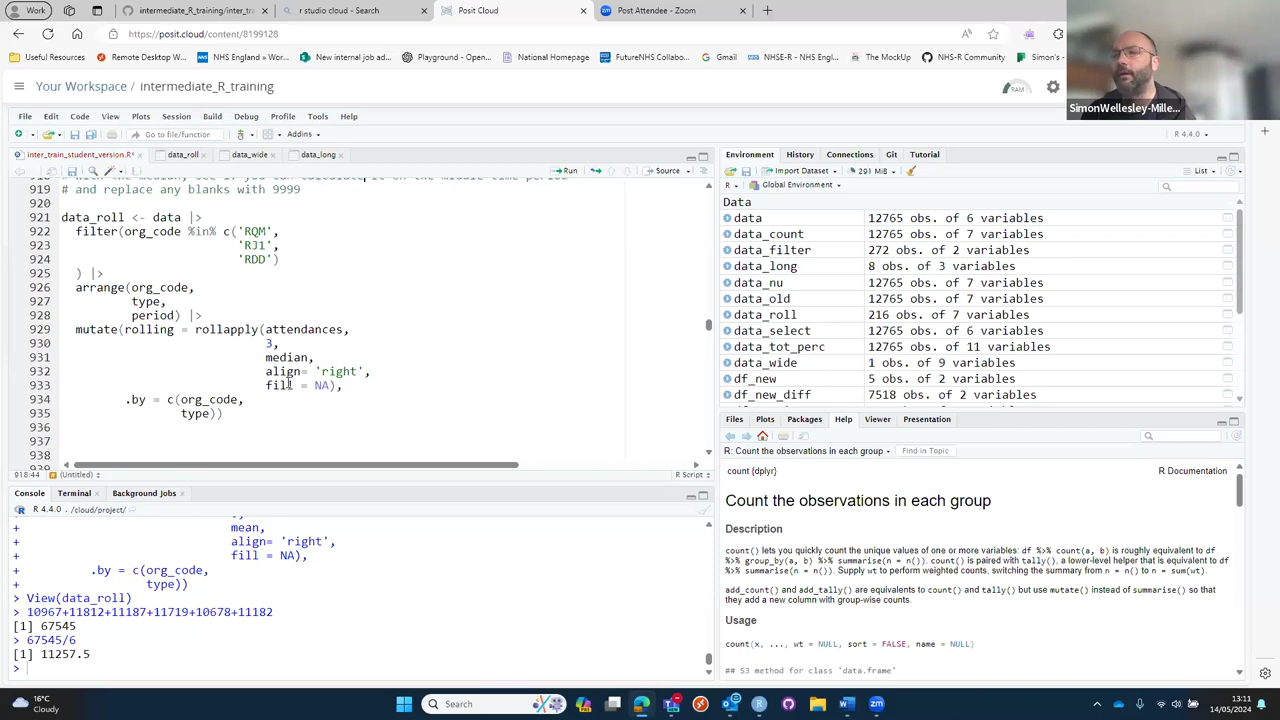 intermediate_R_training/inter_tra
r studio cloud - Search
Posit Cloud
Post Attendee - Zoom
https://posit.cloud/content/8199128
Useful Resources
Remote Desktop W...
NHS England > Wor...
New internal job ad...
Playground - Open...
National Homepage
FutureNHS Collabo...
Gmail
NHSE-R - NHS Engl...
The MockUp
NHS-R Community
Simon's
SimonWellesley-Mille...
Your Workspace / intermediate_R_training
RAM
File Edit Code View Plots Session Build Debug Profile Tools Help
Go to file/function
Addins
R 4.4.0
inter_train_student_version.R*
data_roll
data_wide
data_long
Run
Source
919 # and replace any blanks with 9999
920
921 data_roll <- data |>
922 filter(org_code %in% c('RQM',
923 'RJ1',
924 'RDD')
925 ) |>
926 arrange(org_code,
927 type,
928 period) |>
929 mutate(rolling = rollapply(attendances,
930 3,
931 median,
932 align= 'right',
933 fill = NA),
934 .by = c(org_code,
935 type))
936
937
938
918:44
(Untitled)
R Script
Console
Terminal
Background Jobs
R 4.4.0 · /cloud/project/
+ mean,
+ align= 'right',
+ fill = NA),
+ .by = c(org_code,
+ type))
> View(data_roll)
> 10967+11812+11187+11719+10678+11182
[1] 67545
> 67545/6
[1] 11257.5
>
Environment History Connections Git Tutorial
Import Dataset
291 MiB
List
R
Global Environment
Data
data 12765 obs. of 6 variables
data_count 12765 obs. of 7 variables
data_filter 272 obs. of 2 variables
data_long 8 obs. of 3 variables
data_nu 12765 obs. of 7 variables
data_old 12765 obs. of 7 variables
data_roll 216 obs. of 7 variables
data_select 12765 obs. of 6 variables
data_tot_perc 12765 obs. of 11 variables
data_wide 1 obs. of 9 variables
df_new 5 obs. of 2 variables
df_new_diff 7518 obs. of 2 variables
Files Plots Packages Help Viewer Presentation
R: Count the observations in each group
Find in Topic
count {dplyr}
R Documentation
Count the observations in each group
Description
count() lets you quickly count the unique values of one or more variables: df %>% count(a, b) is roughly equivalent to df
%>% group_by(a, b) %>% summarise(n = n()). count() is paired with tally(), a lower-level helper that is equivalent to df
%>% summarise(n = n()). Supply wt to perform weighted counts, switching the summary from n = n() to n = sum(wt).
add_count() and add_tally() are equivalents to count() and tally() but use mutate() instead of summarise() so that
they add a new column with group-wise counts.
Usage
count(x, ..., wt = NULL, sort = FALSE, name = NULL)
## S3 method for class 'data.frame'
16°C
Cloudy
Search
13:11
14/05/2024